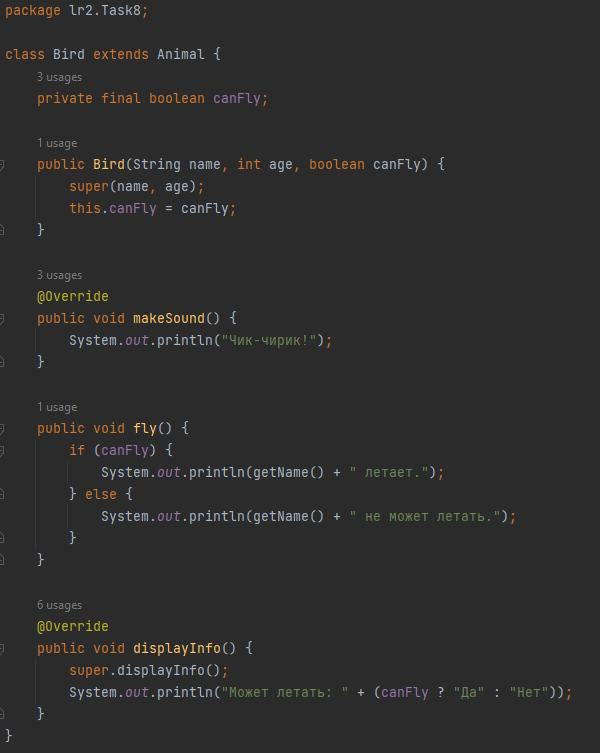 package lr2.Task8;
class Bird extends Animal {
3 usages
private final boolean canFly;
1 usage
public Bird(String name, int age, boolean canFly) {
super(name, age);
this.canFly = canFly;
}
3 usages
@Override
public void makeSound() {
System.out.println("Чик-чирик!");
}
1 usage
public void fly() {
if (canFly) {
System.out.println(getName() + " летает.");
} else {
System.out.println(getName() + " не может летать.");
}
}
6 usages
@Override
public void displayInfo() {
super.displayInfo();
System.out.println("Может летать: " + (canFly ? "Да" : "Нет"));
}
}